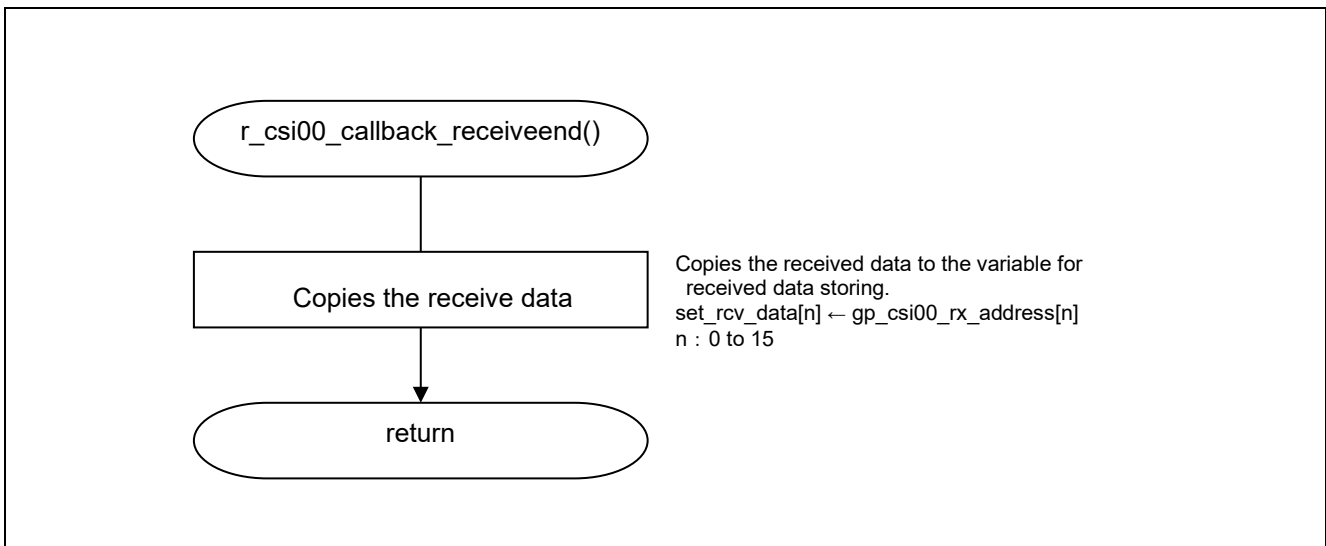 r_csi00_callback_receiveend()
Copies the receive data
Copies the received data to the variable for
received data storing.
set_rcv_data[n] ← gp_csi00_rx_address[n]
n : 0 to 15
return